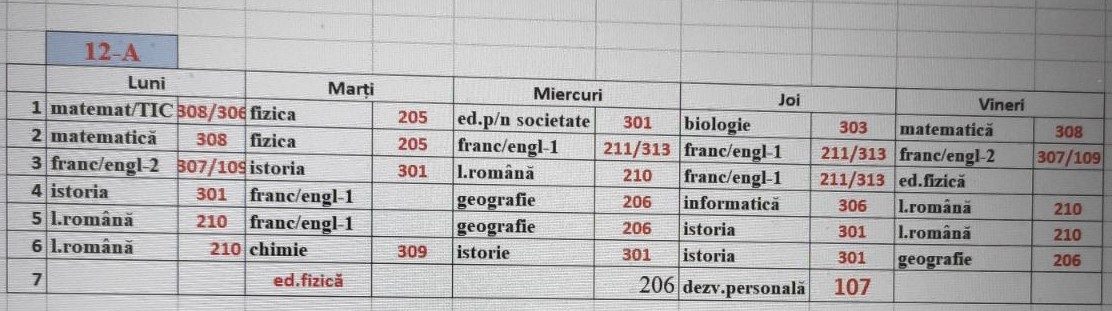 12-A
Luni Marți Miercuri Joi Vineri
1 matemat/TIC 308/306 fizica 205 ed.p/n societate 301 biologie 303 matematică 308
2 matematică 308 fizica 205 franc/engl-1 211/313 franc/engl-1 211/313 franc/engl-2 307/109
3 franc/engl-2 307/109 istoria 301 l.română 210 franc/engl-1 211/313 ed.fizică
4 istoria 301 franc/engl-1 geografie 206 informatică 306 l.română 210
5 l.română 210 franc/engl-1 geografie 206 istoria 301 l.română 210
6 l.română 210 chimie 309 istorie 301 istoria 301 geografie 206
7 ed.fizică 206 dezv.personală 107